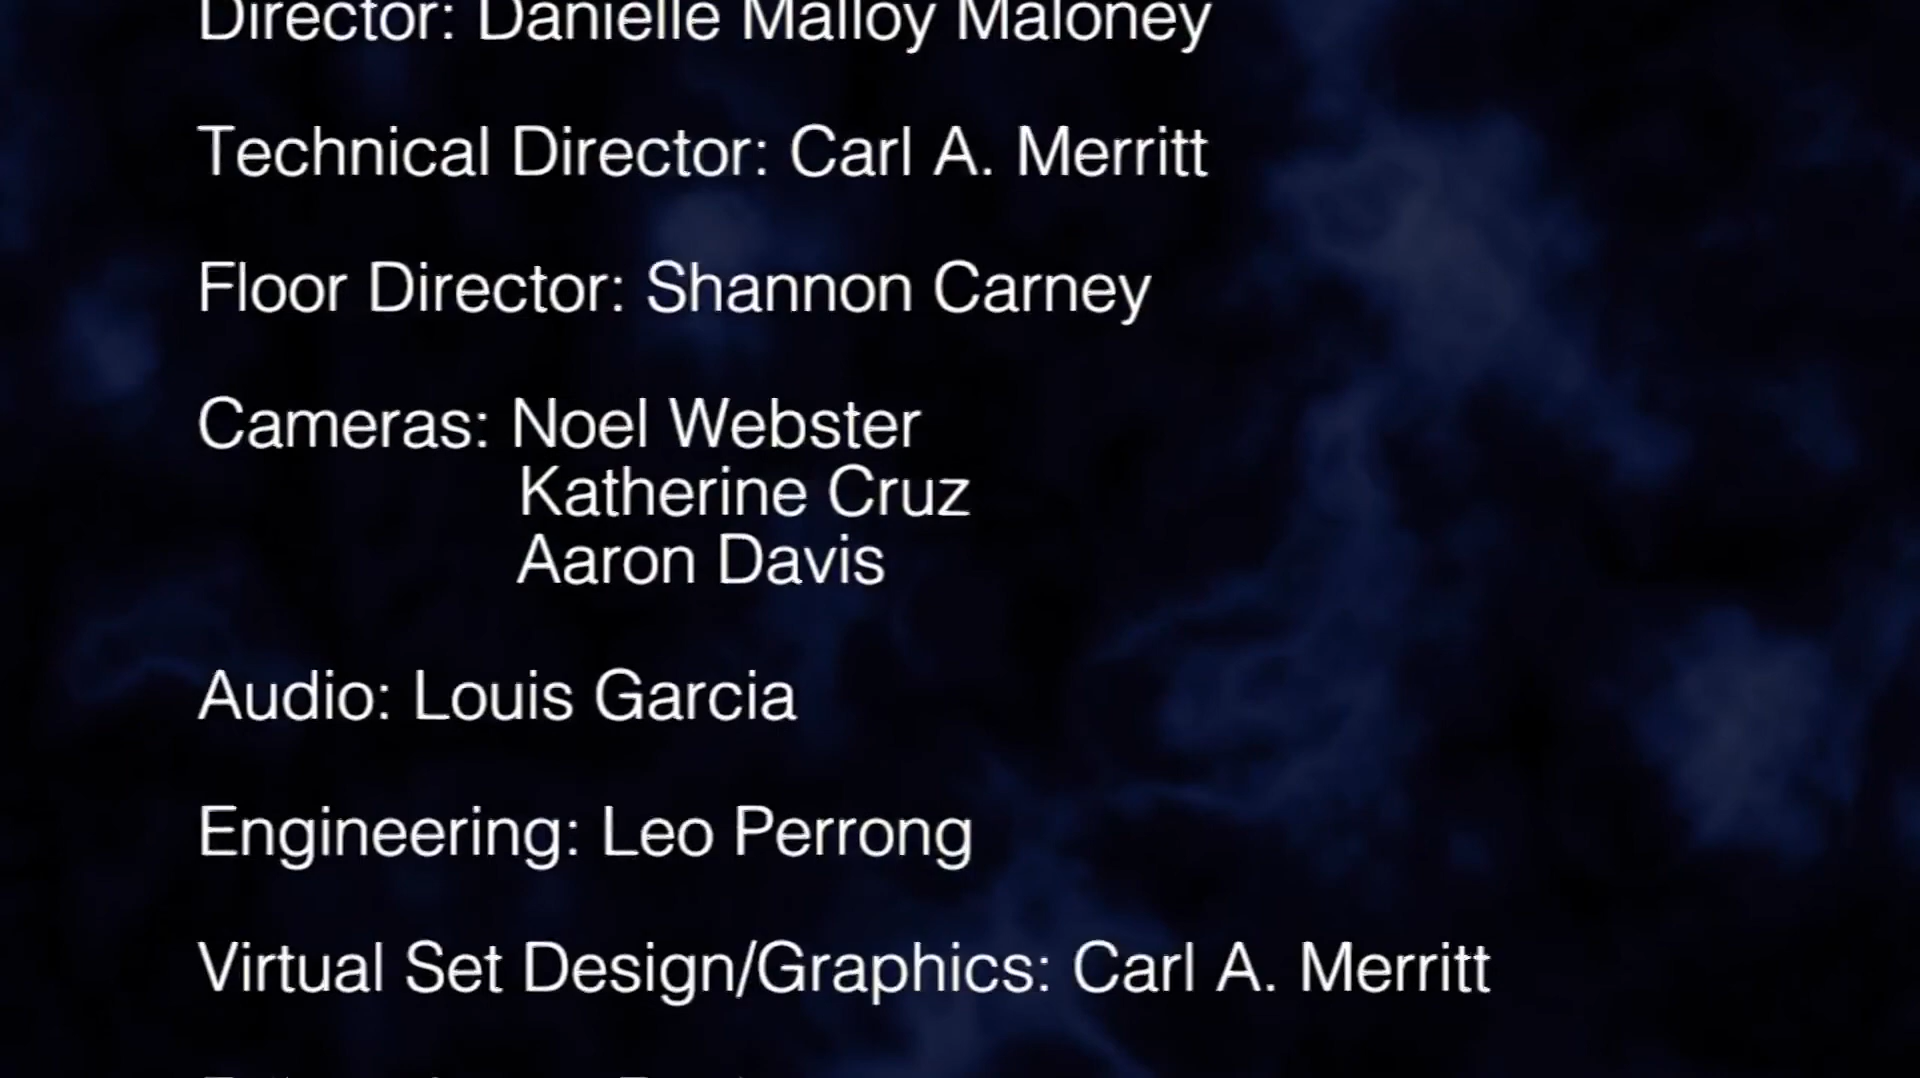 Director: Danielle Malloy Maloney
Technical Director: Carl A. Merritt
Floor Director: Shannon Carney
Cameras: Noel Webster
Katherine Cruz
Aaron Davis
Audio: Louis Garcia
Engineering: Leo Perrong
Virtual Set Design/Graphics: Carl A. Merritt